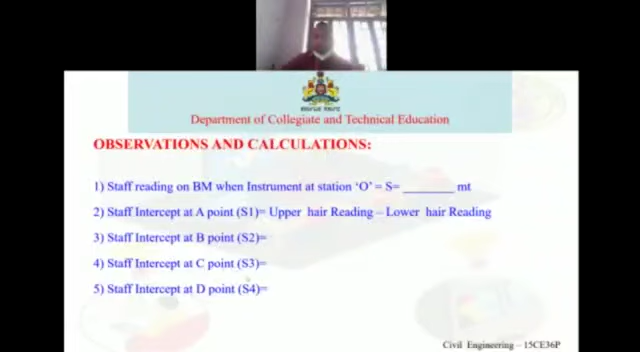 Department of Collegiate and Technical Education
OBSERVATIONS AND CALCULATIONS:
1) Staff reading on BM when Instrument at station ‘O’ = S= ________ mt
2) Staff Intercept at A point (S1)= Upper hair Reading – Lower hair Reading
3) Staff Intercept at B point (S2)=
4) Staff Intercept at C point (S3)=
5) Staff Intercept at D point (S4)=
Civil Engineering – 15CE36P